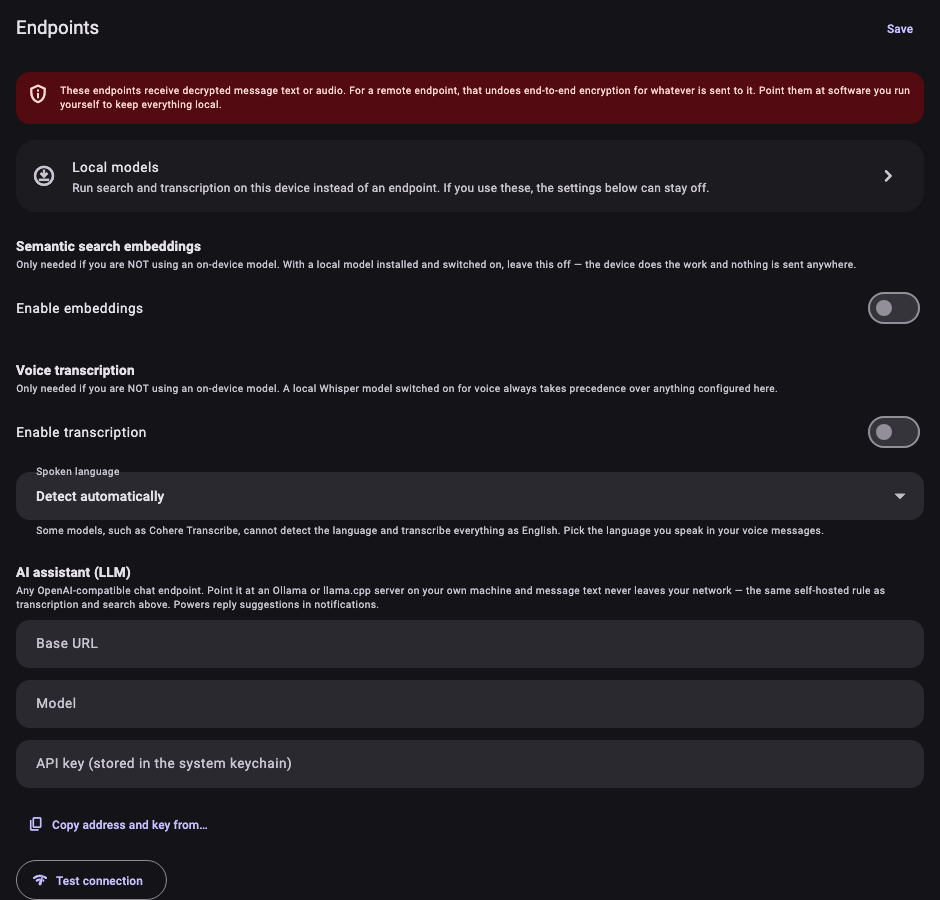 Endpoints
Save
These endpoints receive decrypted message text or audio. For a remote endpoint, that undoes end-to-end encryption for whatever is sent to it. Point them at software you run
yourself to keep everything local.
Local models
Run search and transcription on this device instead of an endpoint. If you use these, the settings below can stay off.
Semantic search embeddings
Only needed if you are NOT using an on-device model. With a local model installed and switched on, leave this off — the device does the work and nothing is sent anywhere.
Enable embeddings
Voice transcription
Only needed if you are NOT using an on-device model. A local Whisper model switched on for voice always takes precedence over anything configured here.
Enable transcription
Spoken language
Detect automatically
Some models, such as Cohere Transcribe, cannot detect the language and transcribe everything as English. Pick the language you speak in your voice messages.
AI assistant (LLM)
Any OpenAI-compatible chat endpoint. Point it at an Ollama or llama.cpp server on your own machine and message text never leaves your network — the same self-hosted rule as
transcription and search above. Powers reply suggestions in notifications.
Base URL
Model
API key (stored in the system keychain)
Copy address and key from…
Test connection